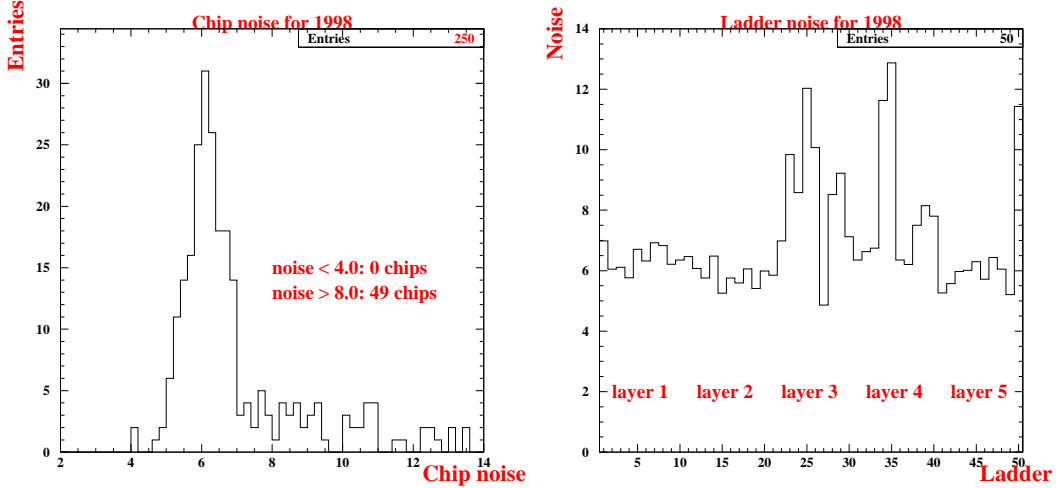 Chip noise for 1998
Entries 250
Entries
30
25
20
15
10
5
0
noise < 4.0: 0 chips
noise > 8.0: 49 chips
2 4 6 8 10 12 14
Chip noise
Ladder noise for 1998
Entries 50
Noise
14
12
10
8
6
4
2
0
layer 1 layer 2 layer 3 layer 4 layer 5
5 10 15 20 25 30 35 40 45 50
Ladder